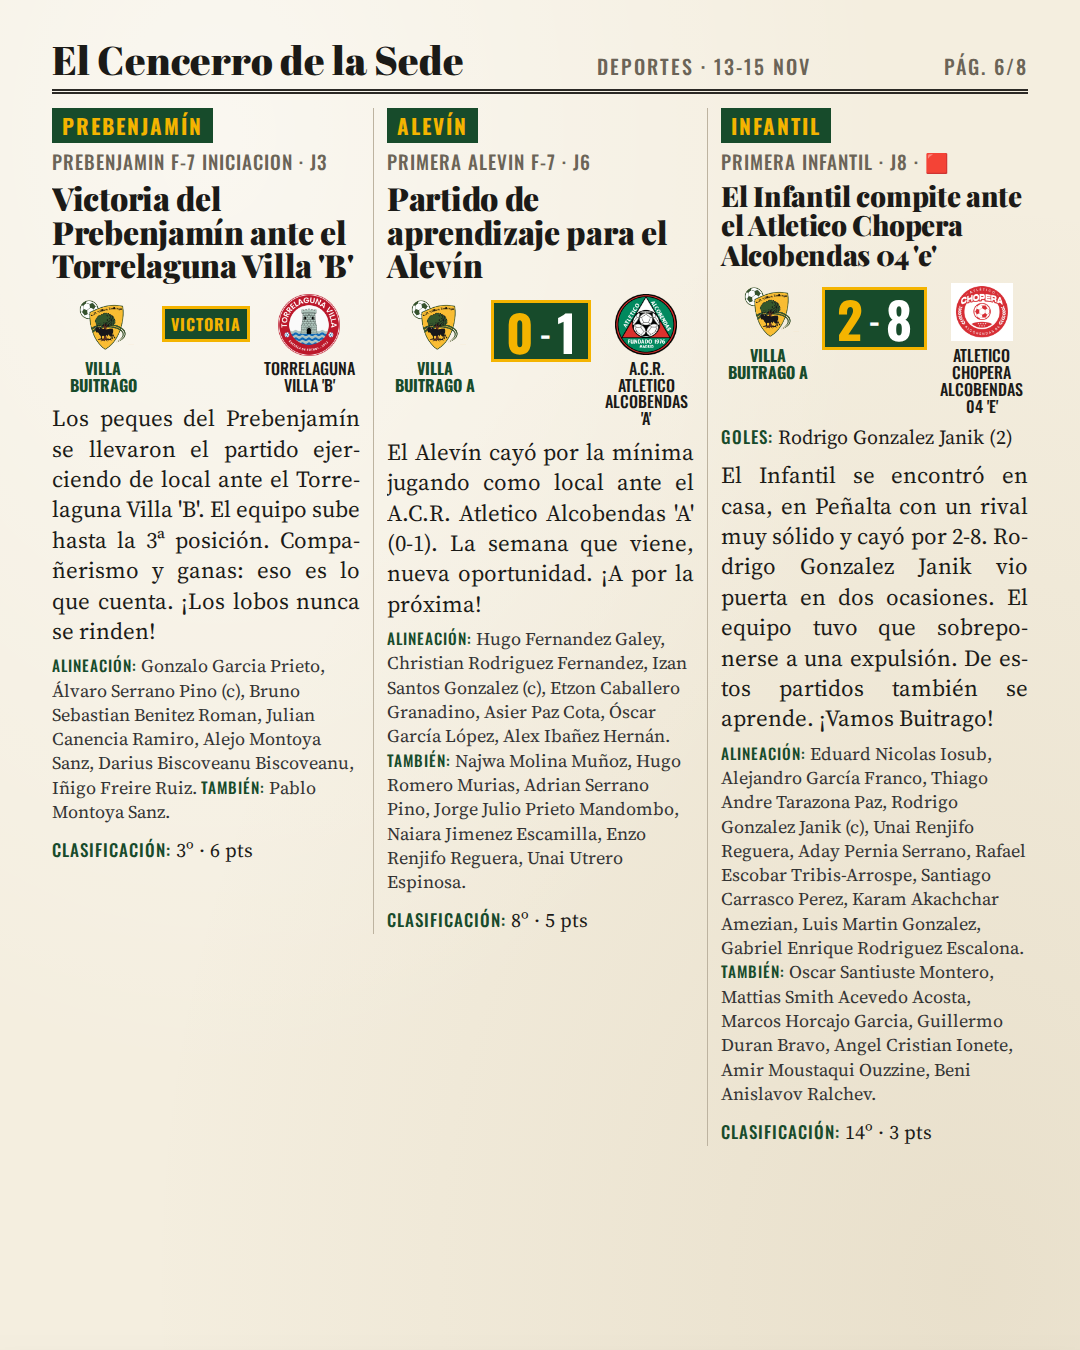 El Cencerro de la Sede
DEPORTES · 13-15 NOV
PÁG. 6/8
PREBENJAMÍN
PREBENJAMIN F-7 INICIACION · J3
Victoria del
Prebenjamín ante el
Torrelaguna Villa 'B'
VICTORIA
TORRELAGUNA VILLA
VILLA
BUITRAGO
TORRELAGUNA
VILLA 'B'
Los peques del Prebenjamín
se llevaron el partido ejer-
ciendo de local ante el Torre-
laguna Villa 'B'. El equipo sube
hasta la 3ª posición. Compa-
ñerismo y ganas: eso es lo
que cuenta. ¡Los lobos nunca
se rinden!
ALINEACIÓN: Gonzalo Garcia Prieto,
Álvaro Serrano Pino (c), Bruno
Sebastian Benitez Roman, Julian
Canencia Ramiro, Alejo Montoya
Sanz, Darius Biscoveanu Biscoveanu,
Iñigo Freire Ruiz. TAMBIÉN: Pablo
Montoya Sanz.
CLASIFICACIÓN: 3º · 6 pts
ALEVÍN
PRIMERA ALEVIN F-7 · J6
Partido de
aprendizaje para el
Alevín
0-1
ATLETICO ALCOBENDAS
FUNDADO 1976
MADRID
VILLA
BUITRAGO A
A.C.R.
ATLETICO
ALCOBENDAS
'A'
El Alevín cayó por la mínima
jugando como local ante el
A.C.R. Atletico Alcobendas 'A'
(0-1). La semana que viene,
nueva oportunidad. ¡A por la
próxima!
ALINEACIÓN: Hugo Fernandez Galey,
Christian Rodriguez Fernandez, Izan
Santos Gonzalez (c), Etzon Caballero
Granadino, Asier Paz Cota, Óscar
García López, Alex Ibañez Hernán.
TAMBIÉN: Najwa Molina Muñoz, Hugo
Romero Murias, Adrian Serrano
Pino, Jorge Julio Prieto Mandombo,
Naiara Jimenez Escamilla, Enzo
Renjifo Reguera, Unai Utrero
Espinosa.
CLASIFICACIÓN: 8º · 5 pts
INFANTIL
PRIMERA INFANTIL · J8 · 🟥
El Infantil compite ante
el Atletico Chopera
Alcobendas 04 'e'
2-8
CHOPERA
VILLA
BUITRAGO A
ATLETICO
CHOPERA
ALCOBENDAS
04 'E'
GOLES: Rodrigo Gonzalez Janik (2)
El Infantil se encontró en
casa, en Peñalta con un rival
muy sólido y cayó por 2-8. Ro-
drigo Gonzalez Janik vio
puerta en dos ocasiones. El
equipo tuvo que sobrepo-
nerse a una expulsión. De es-
tos partidos también se
aprende. ¡Vamos Buitrago!
ALINEACIÓN: Eduard Nicolas Iosub,
Alejandro García Franco, Thiago
Andre Tarazona Paz, Rodrigo
Gonzalez Janik (c), Unai Renjifo
Reguera, Aday Pernia Serrano, Rafael
Escobar Tribis-Arrospe, Santiago
Carrasco Perez, Karam Akachchar
Amezian, Luis Martin Gonzalez,
Gabriel Enrique Rodriguez Escalona.
TAMBIÉN: Oscar Santiuste Montero,
Mattias Smith Acevedo Acosta,
Marcos Horcajo Garcia, Guillermo
Duran Bravo, Angel Cristian Ionete,
Amir Moustaqui Ouzzine, Beni
Anislavov Ralchev.
CLASIFICACIÓN: 14º · 3 pts